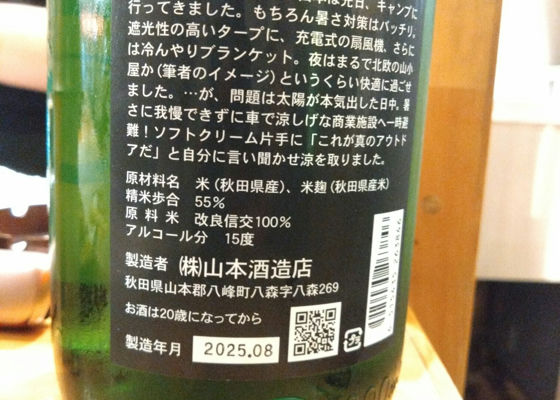 行ってきました。もちろん暑さ対策はバッチリ。
遮光性の高いタープに、充電式の扇風機、さらに
は冷んやりブランケット。夜はまるで北欧の山小
屋か(筆者のイメージ)というくらい快適に過ごせ
ました。…が、問題は太陽が本気出した日中。暑
さに我慢できずに車で涼しげな商業施設へ一時避
難！ソフトクリーム片手に「これが真のアウトド
アだ」と自分に言い聞かせ涼を取りました。
原材料名 米(秋田県産)、米麹(秋田県産米)
精米歩合 55%
原料米 改良信交100%
アルコール分 15度
製造者 ㈱山本酒造店
秋田県山本郡八峰町八森字八森269
お酒は20歳になってから
製造年月 2025.08